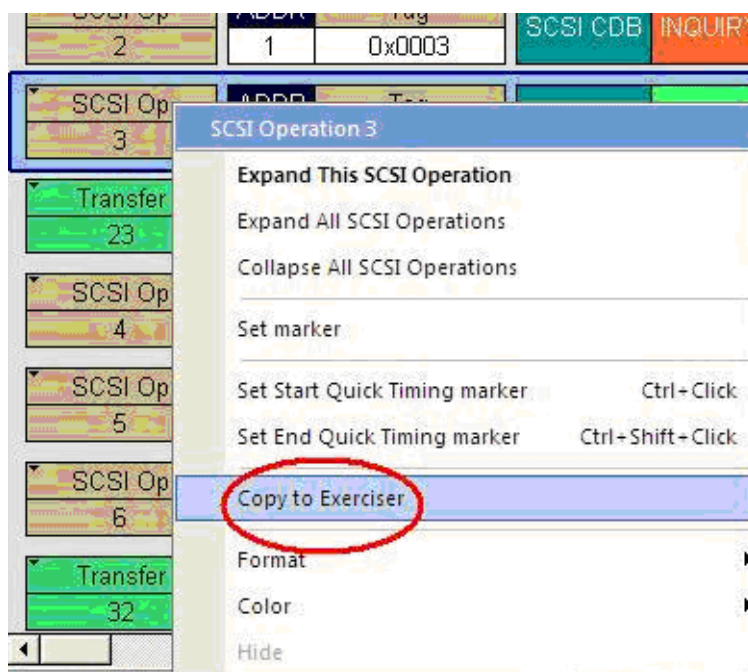 SCSI Op ADDR Tag SCSI CDB INQUIRY
2 1 0x0003
SCSI Op ADDR Tag
3
SCSI Operation 3
Expand This SCSI Operation
Expand All SCSI Operations
Collapse All SCSI Operations
Set marker
Set Start Quick Timing marker Ctrl+Click
Set End Quick Timing marker Ctrl+Shift+Click
Copy to Exerciser
Format
Color
Hide
Transfer
23
SCSI Op
4
SCSI Op
5
SCSI Op
6
Transfer
32